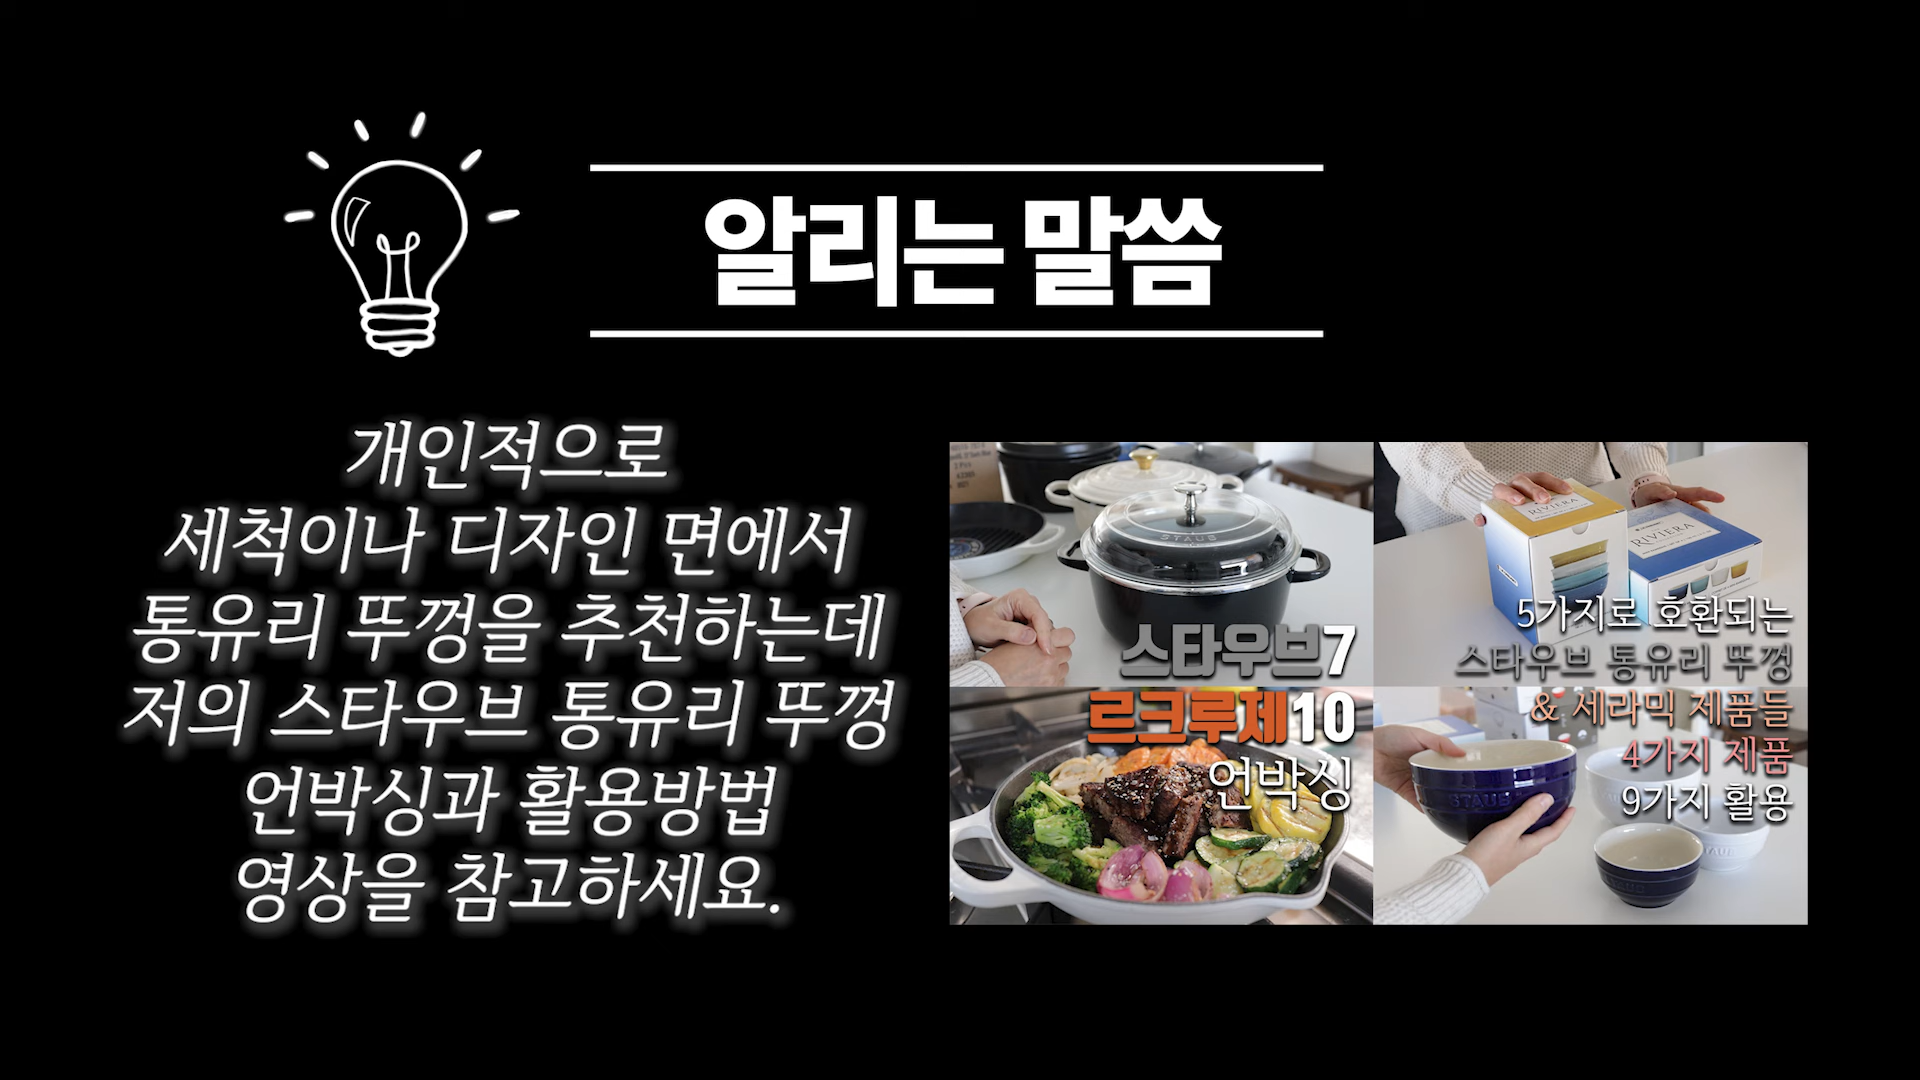 알리는 말씀
개인적으로
세척이나 디자인 면에서
통유리 뚜껑을 추천하는데
저의 스타우브 통유리 뚜껑
언박싱과 활용방법
영상을 참고하세요.
STAUB
스타우브7
르크루제10
언박싱
RIVIERA
RIVIERA
5가지로 호환되는
스타우브 통유리 뚜껑
& 세라믹 제품들
4가지 제품
9가지 활용
STAUB